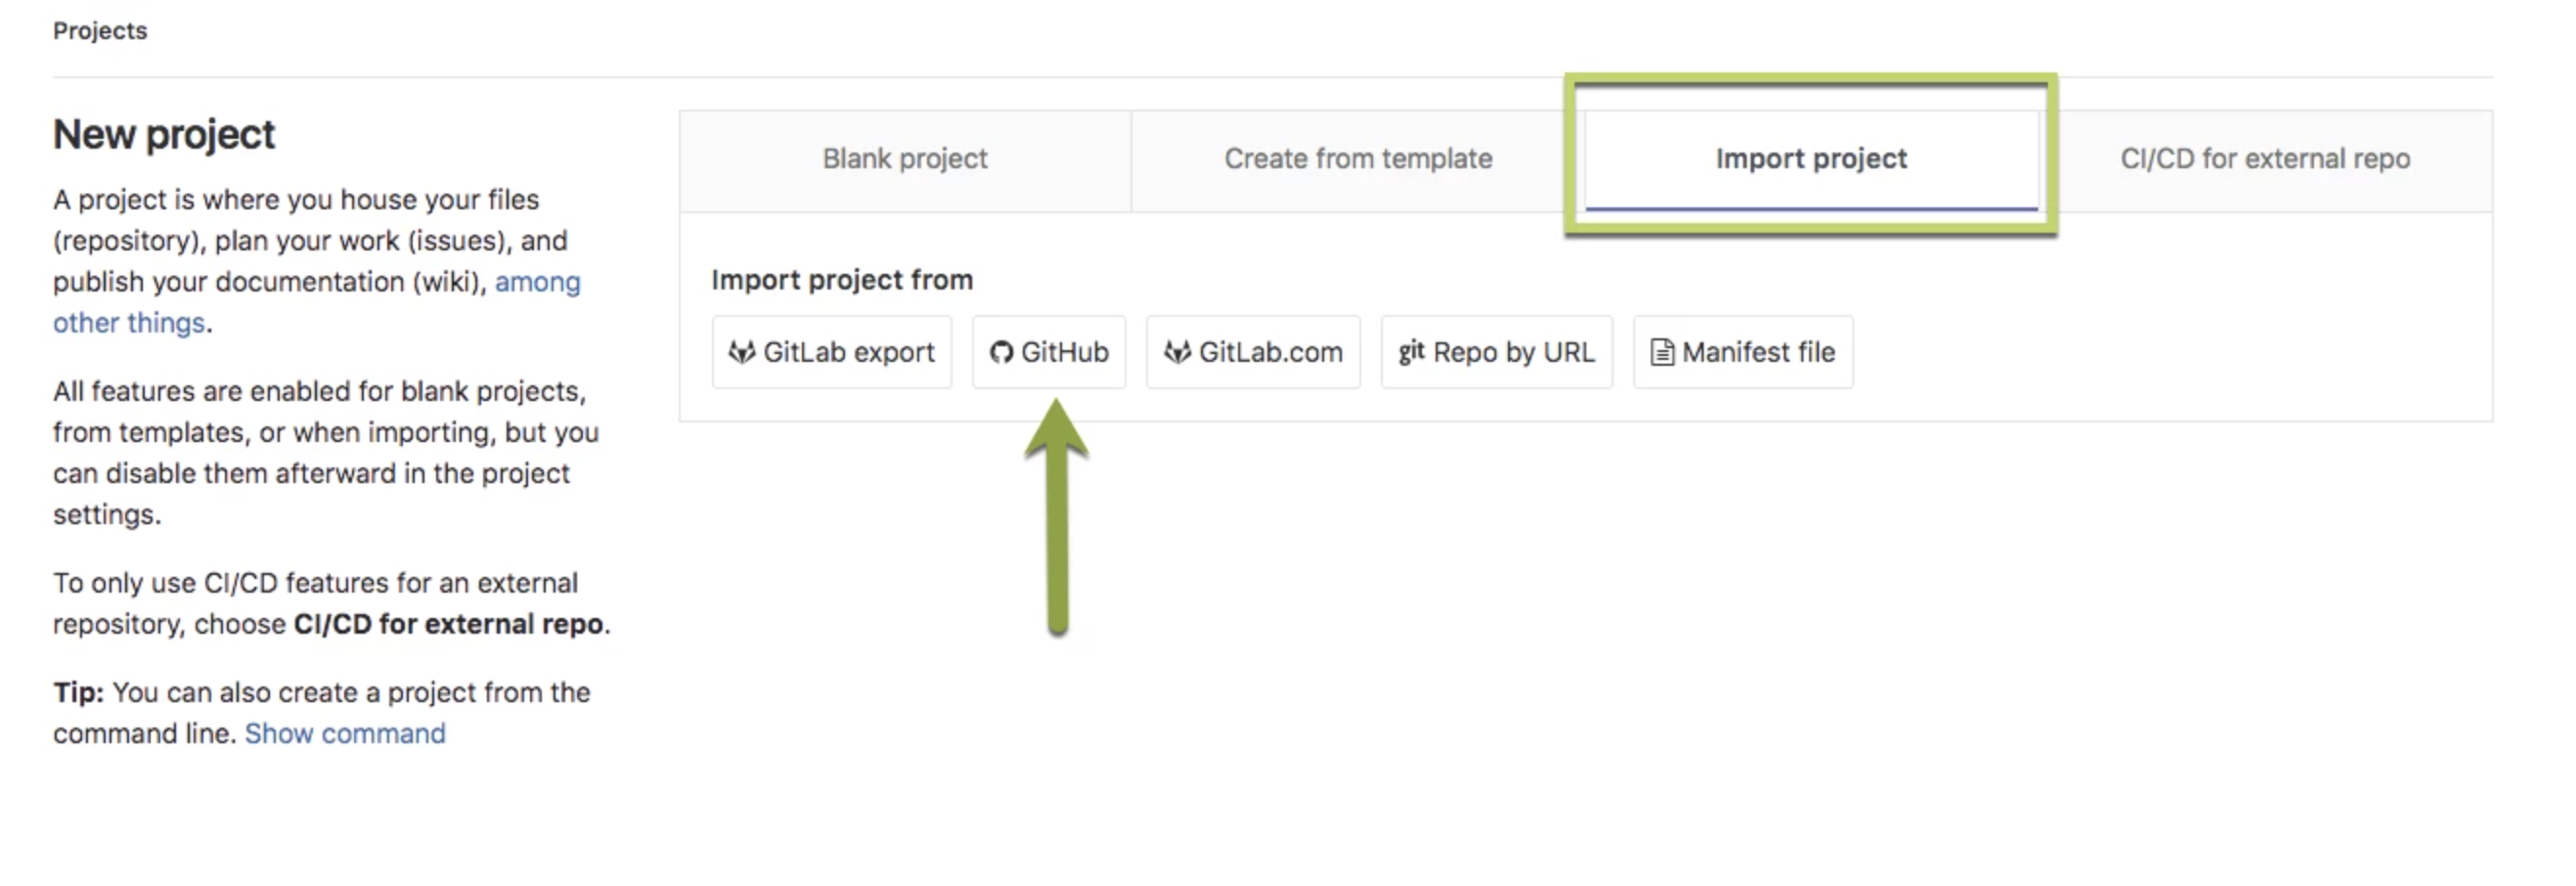 Projects
New project
A project is where you house your files
(repository), plan your work (issues), and
publish your documentation (wiki), among
other things.
All features are enabled for blank projects,
from templates, or when importing, but you
can disable them afterward in the project
settings.
To only use CI/CD features for an external
repository, choose CI/CD for external repo.
Tip: You can also create a project from the
command line. Show command
Blank project
Create from template
Import project
CI/CD for external repo
Import project from
GitLab export
GitHub
GitLab.com
git Repo by URL
Manifest file